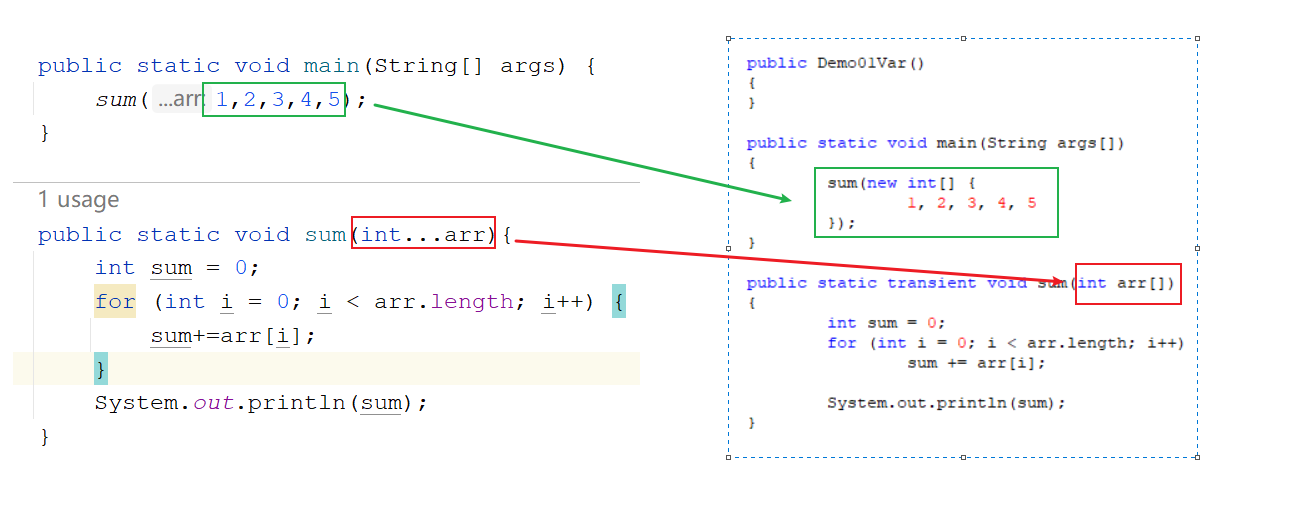 public static void main(String[] args) {
sum( ...arr: 1,2,3,4,5);
}
1 usage
public static void sum(int...arr){
int sum = 0;
for (int i = 0; i < arr.length; i++) {
sum+=arr[i];
}
System.out.println(sum);
}
public Demo01Var()
{
}
public static void main(String args[])
{
sum(new int[] {
1, 2, 3, 4, 5
});
}
public static transient void sum(int arr[])
{
int sum = 0;
for (int i = 0; i < arr.length; i++)
sum += arr[i];
System.out.println(sum);
}